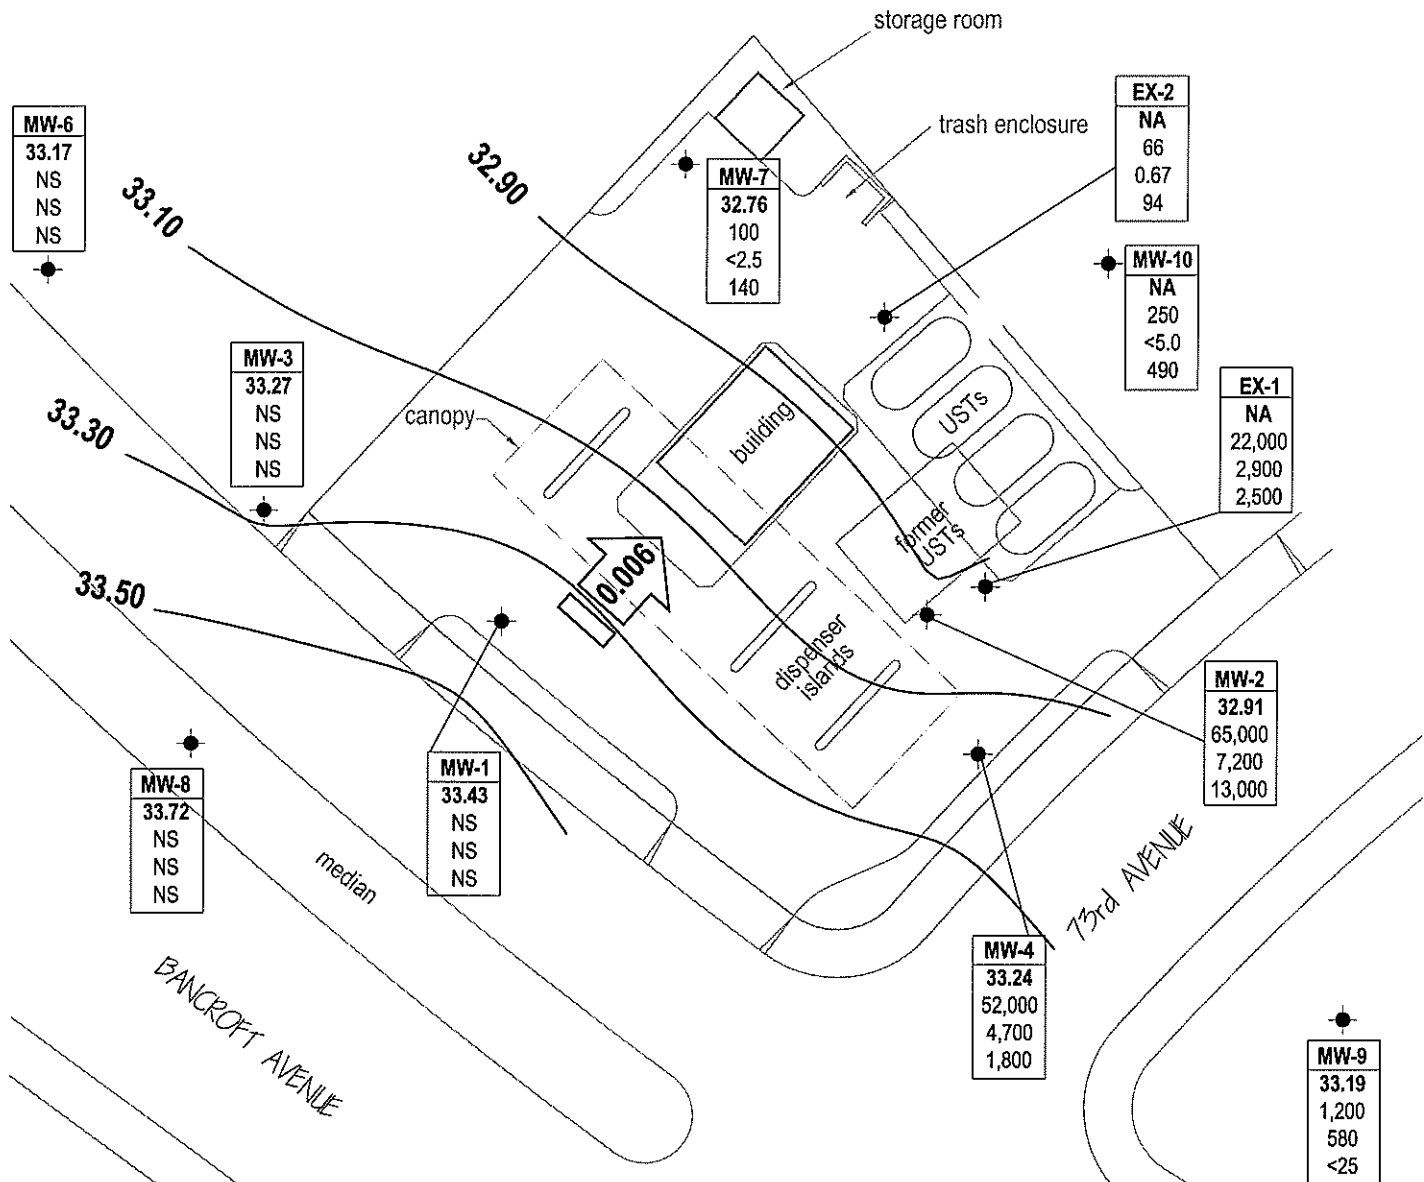 storage room
EX-2
NA
66
0.67
94
trash enclosure
MW-6
33.17
NS
NS
NS
33.10
32.90
MW-7
32.76
100
<2.5
140
MW-10
NA
250
<5.0
490
MW-3
33.27
NS
NS
NS
EX-1
NA
22,000
2,900
2,500
33.30
canopy
building
USTs
former
USTs
0.006
33.50
dispenser
islands
MW-2
32.91
65,000
7,200
13,000
MW-8
33.72
NS
NS
NS
MW-1
33.43
NS
NS
NS
median
73rd AVENUE
MW-4
33.24
52,000
4,700
1,800
BANCROFT AVENUE
MW-9
33.19
1,200
580
<25